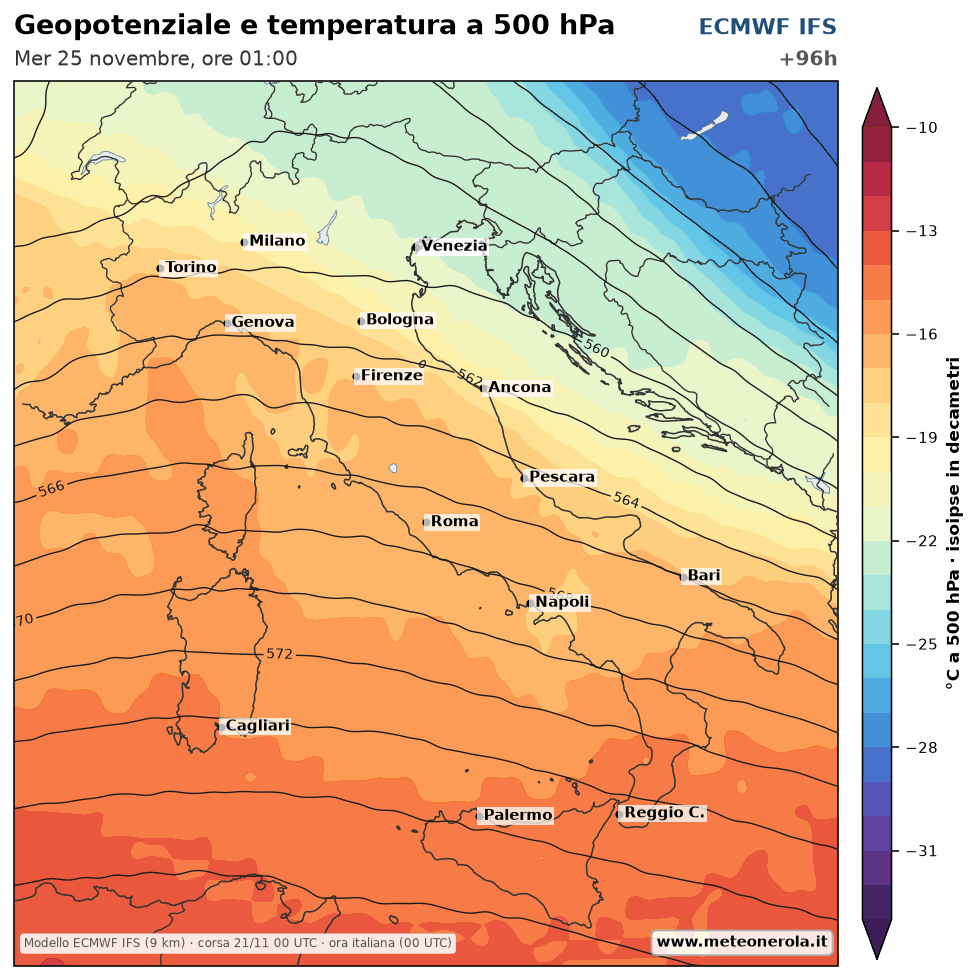 Geopotenziale e temperatura a 500 hPa
ECMWF IFS
Mer 25 novembre, ore 01:00
+96h
Milano
Venezia
Torino
Genova
Bologna
560
Firenze
562
Ancona
Pescara
566
564
Roma
Bari
Napoli
70
572
Cagliari
Palermo
Reggio C.
Modello ECMWF IFS (9 km) · corsa 21/11 00 UTC · ora italiana (00 UTC)
www.meteonerola.it
−10
−13
−16
−19
−22
−25
−28
−31
°C a 500 hPa · isoipse in decametri